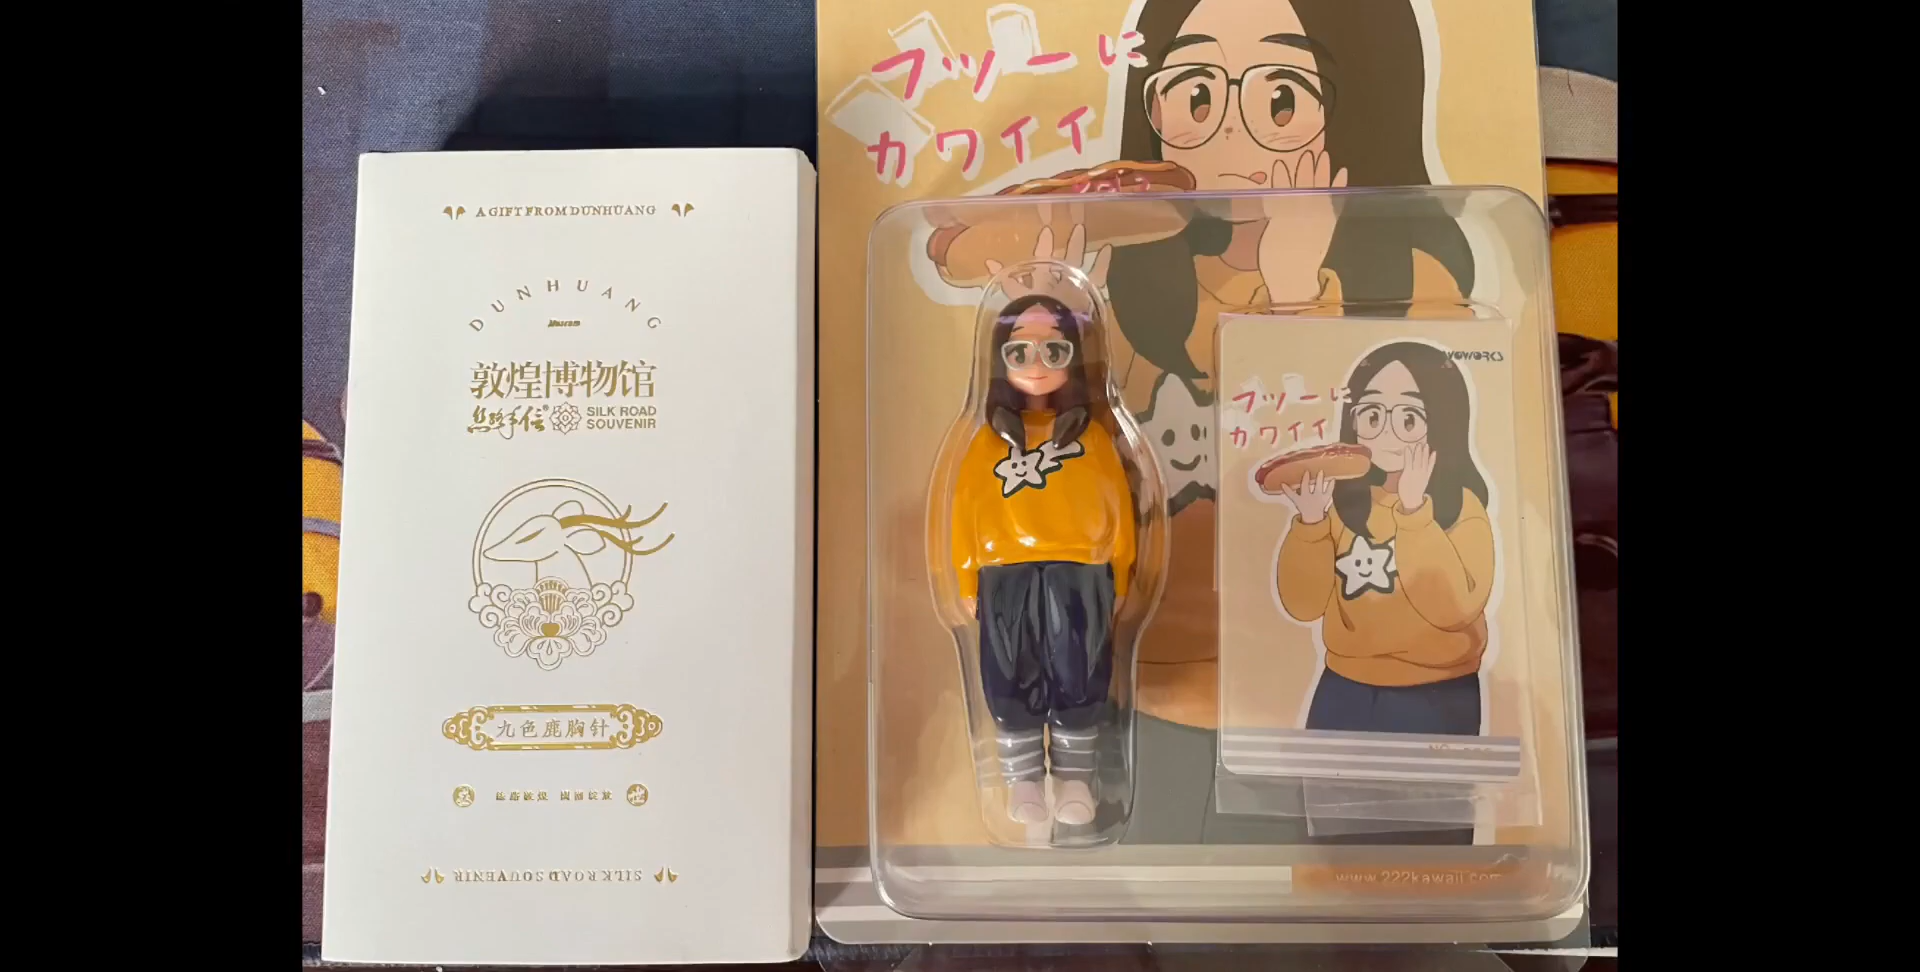 A GIFT FROM DUNHUANG
DUNHUANG
Museum
敦煌博物馆
丝路手信®
SILK ROAD
SOUVENIR
九色鹿胸针
SILK ROAD SOUVENIR
フツーに
カワイイ
フツーに
カワイイ
www.222kawaii.com